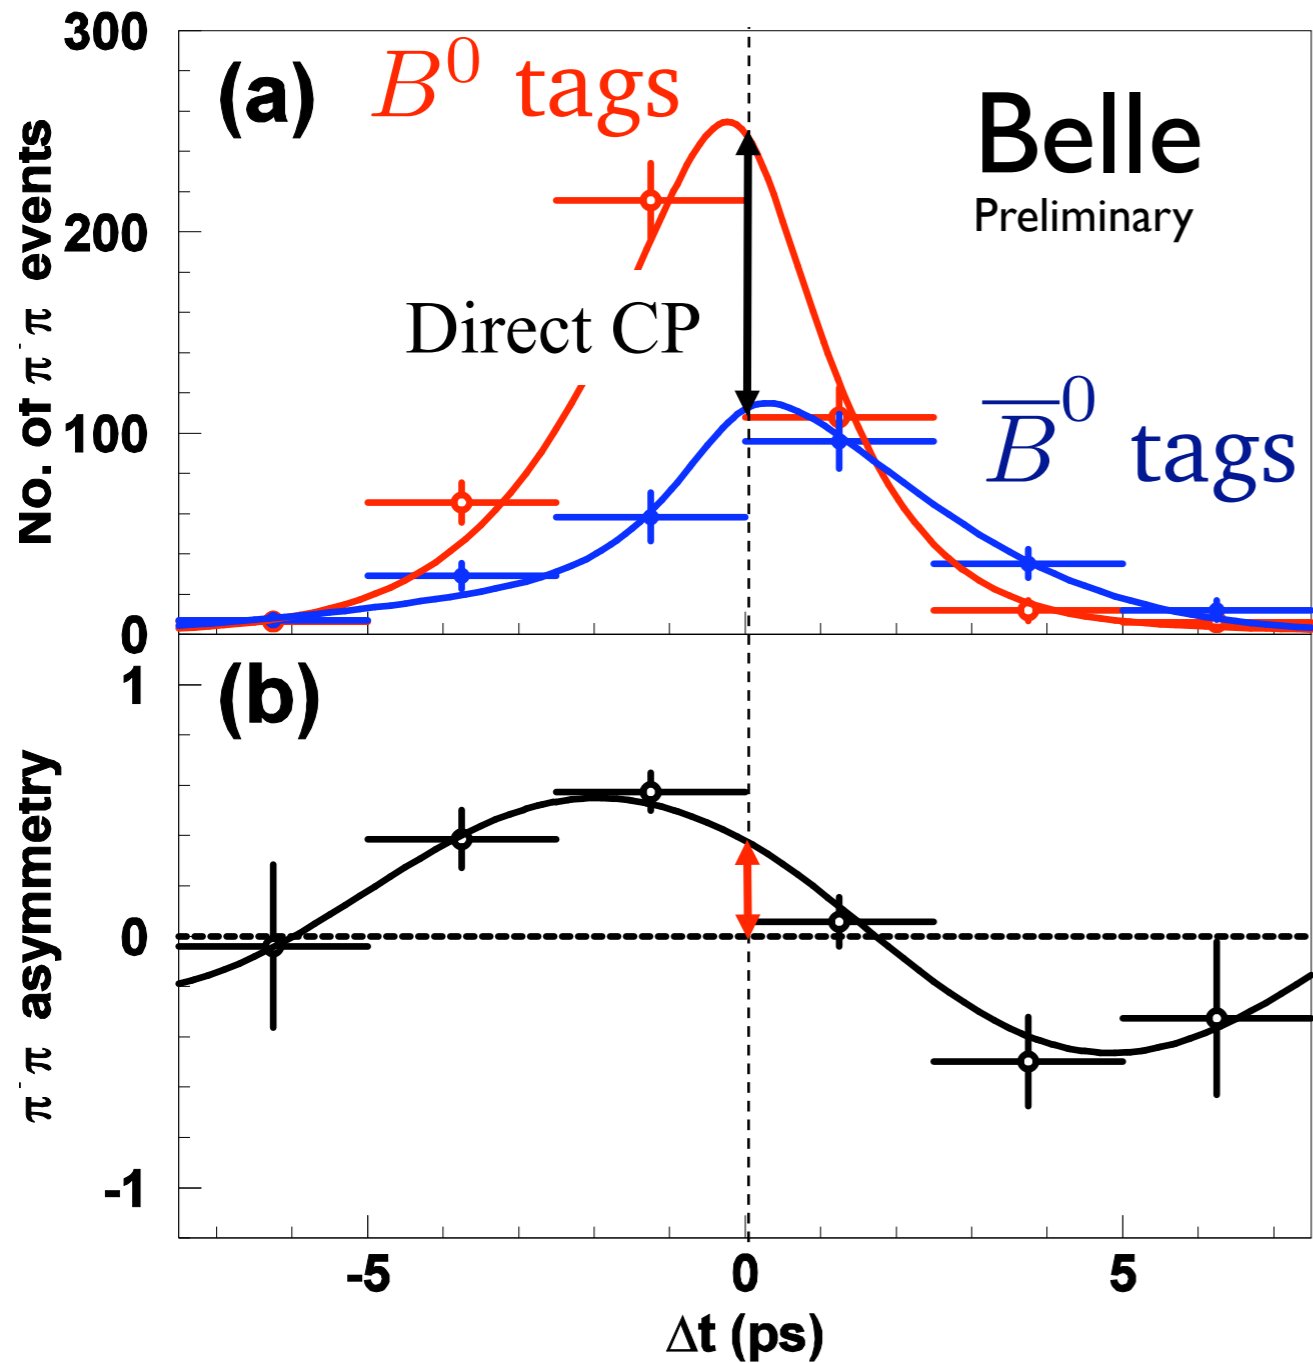 300
(a)
B⁰ tags
Belle
Preliminary
200
Direct CP
100
B̅⁰ tags
0
No. of π⁺π⁻ events
1
(b)
0
-1
π⁺π⁻ asymmetry
-5 0 5
Δt (ps)